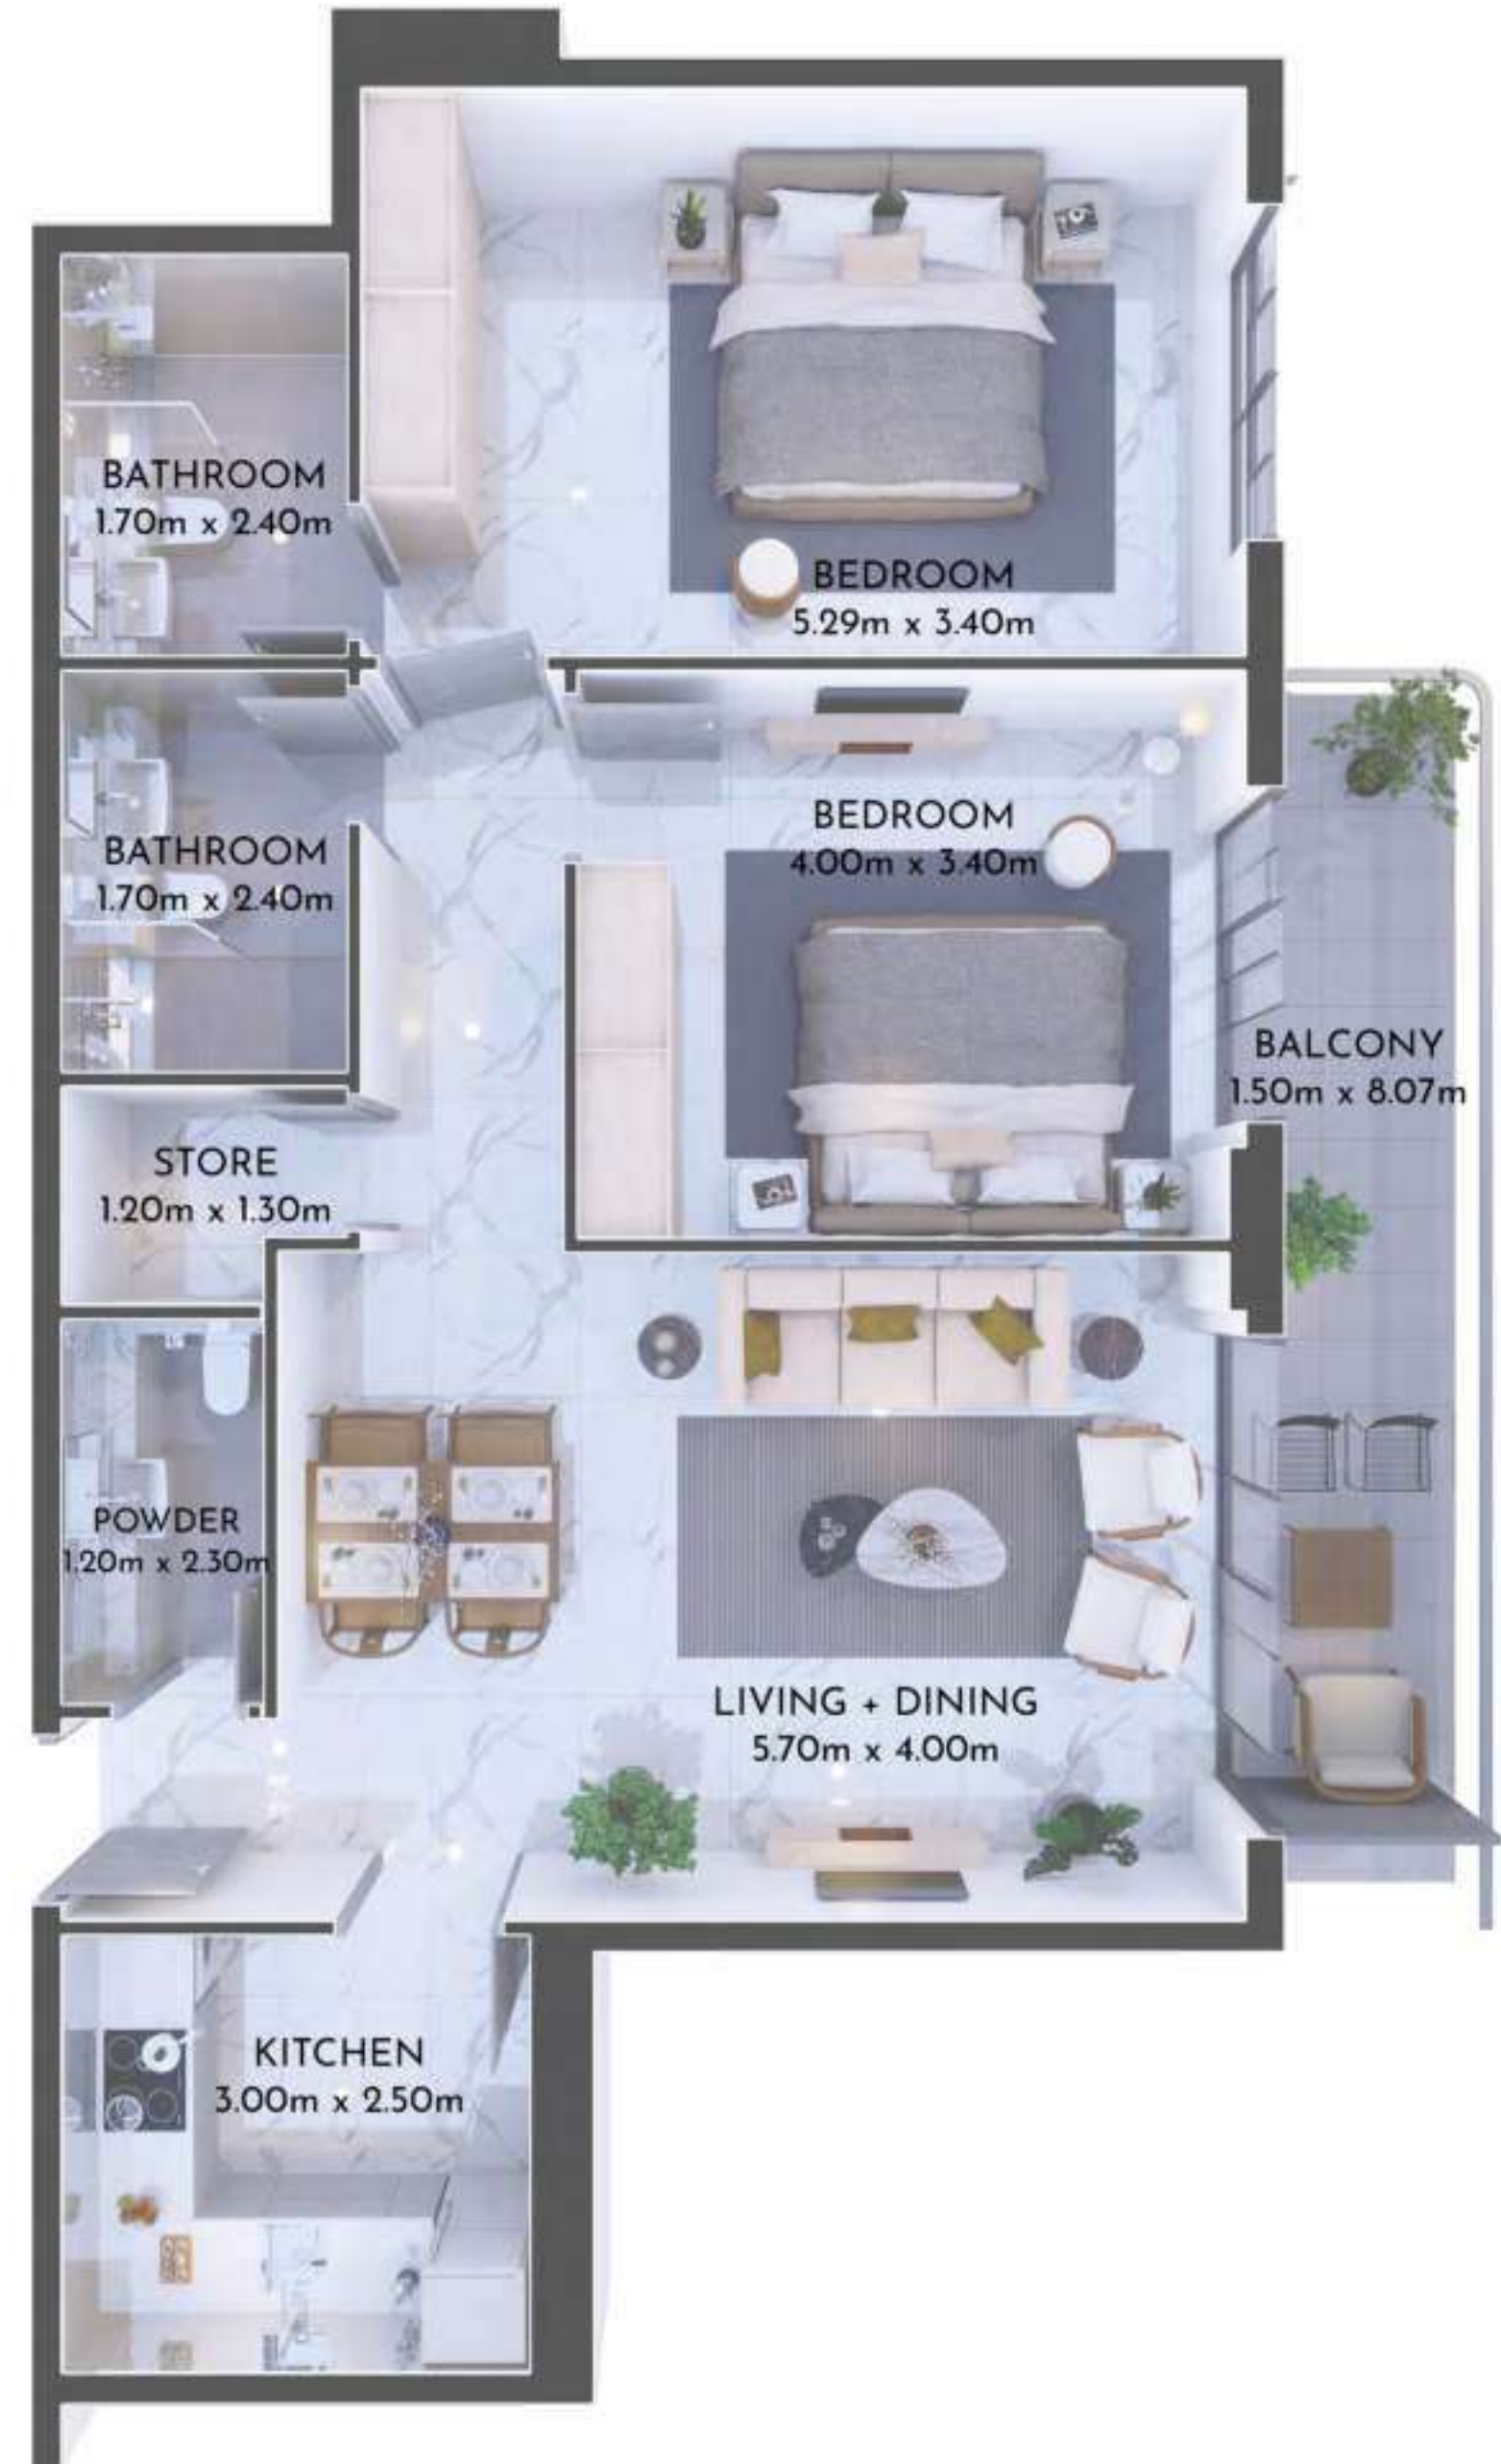 BATHROOM
1.70m x 2.40m
BEDROOM
5.29m x 3.40m
BEDROOM
4.00m x 3.40m
BATHROOM
1.70m x 2.40m
BALCONY
1.50m x 8.07m
STORE
1.20m x 1.30m
POWDER
1.20m x 2.30m
LIVING + DINING
5.70m x 4.00m
KITCHEN
3.00m x 2.50m